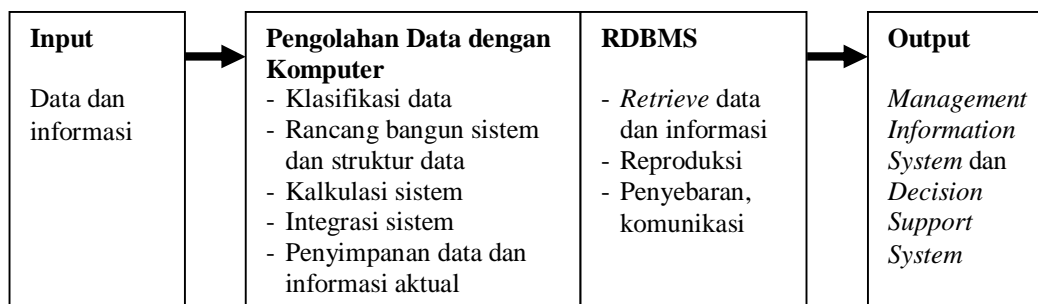 Input
Data dan
informasi
Pengolahan Data dengan
Komputer
- Klasifikasi data
- Rancang bangun sistem
dan struktur data
- Kalkulasi sistem
- Integrasi sistem
- Penyimpanan data dan
informasi aktual
RDBMS
- Retrieve data
dan informasi
- Reproduksi
- Penyebaran,
komunikasi
Output
Management
Information
System dan
Decision
Support
System